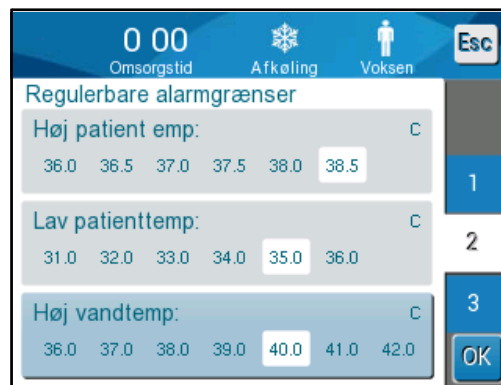 0 00
Omsorgstid
Afkøling
Voksen
Esc
Regulerbare alarmgrænser
Høj patient emp: C
36.0 36.5 37.0 37.5 38.0 38.5
1
Lav patienttemp: C
31.0 32.0 33.0 34.0 35.0 36.0
2
Høj vandtemp: C
36.0 37.0 38.0 39.0 40.0 41.0 42.0
3
OK